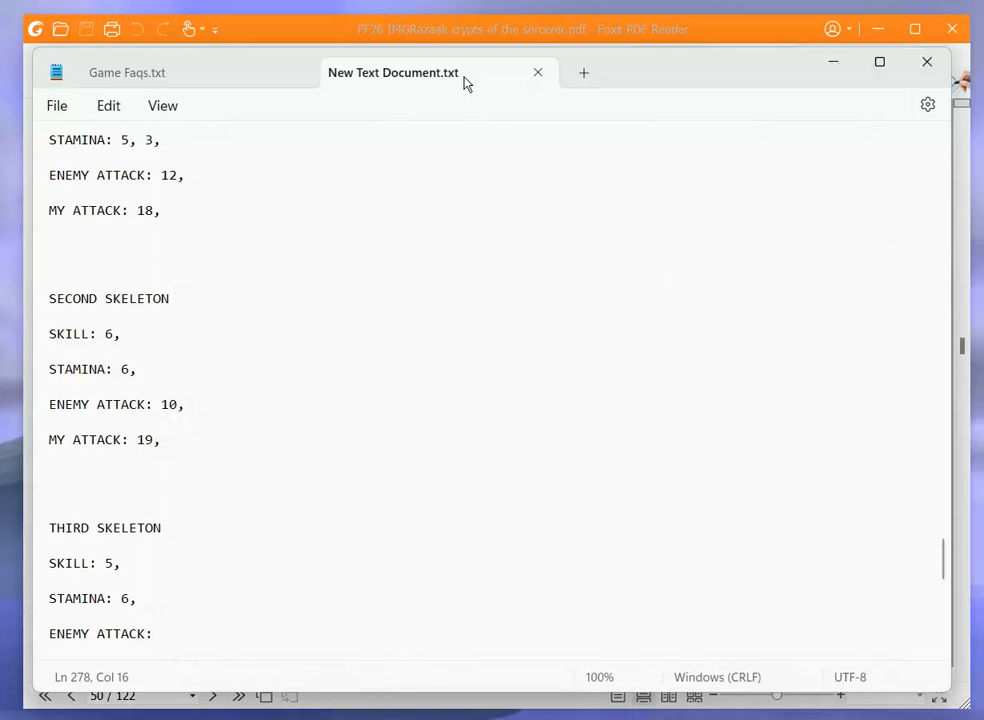 FF26 IMGRazaak crypts of the sorcerer.pdf - Foxit PDF Reader
Game Faqs.txt
New Text Document.txt
File Edit View
STAMINA: 5, 3,
ENEMY ATTACK: 12,
MY ATTACK: 18,
SECOND SKELETON
SKILL: 6,
STAMINA: 6,
ENEMY ATTACK: 10,
MY ATTACK: 19,
THIRD SKELETON
SKILL: 5,
STAMINA: 6,
ENEMY ATTACK:
Ln 278, Col 16 100% Windows (CRLF) UTF-8
50 / 122